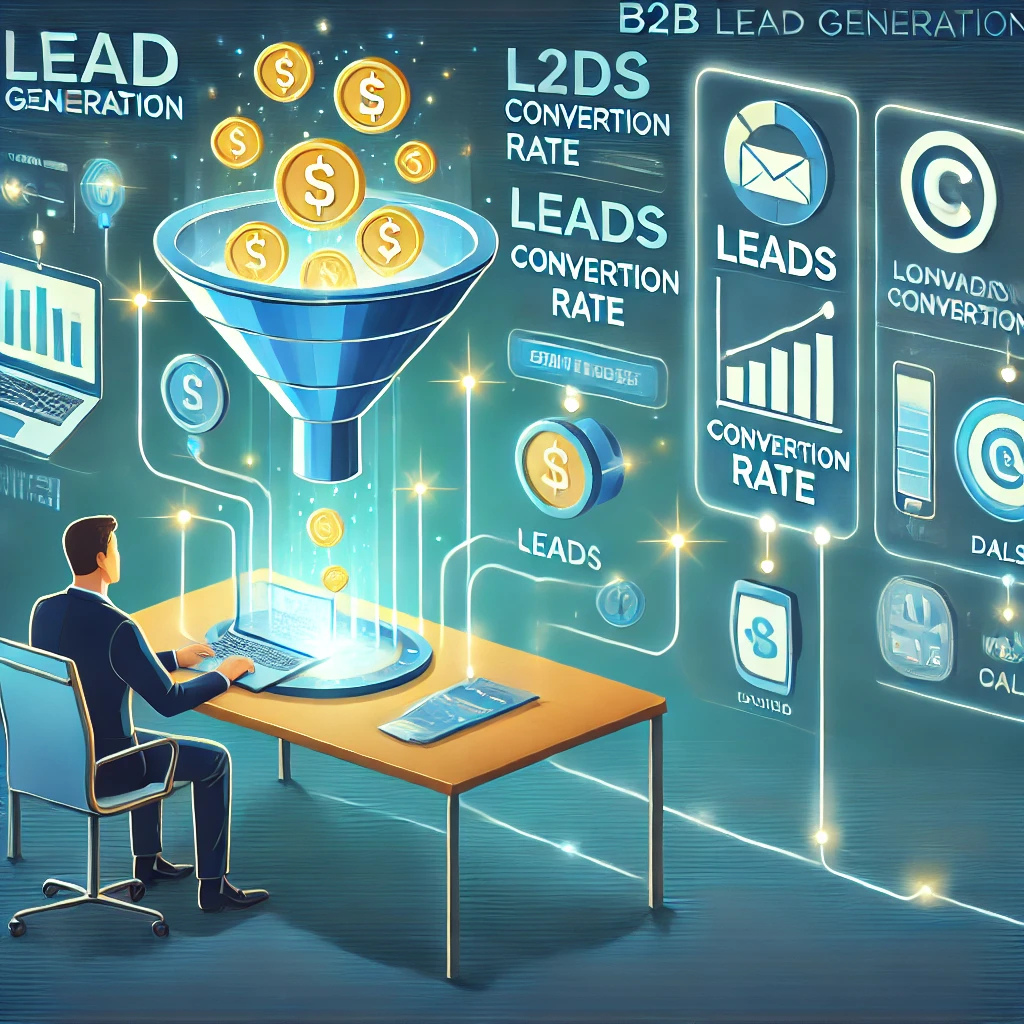 LEAD
GENERATION
B2B LEAD GENERATION
L2DS
CONVERTION
RATE
LEADS
CONVERTION
RATE
LEADS
LEADS
CONVERTION
RATE
CONVERTION
DALS
CAL